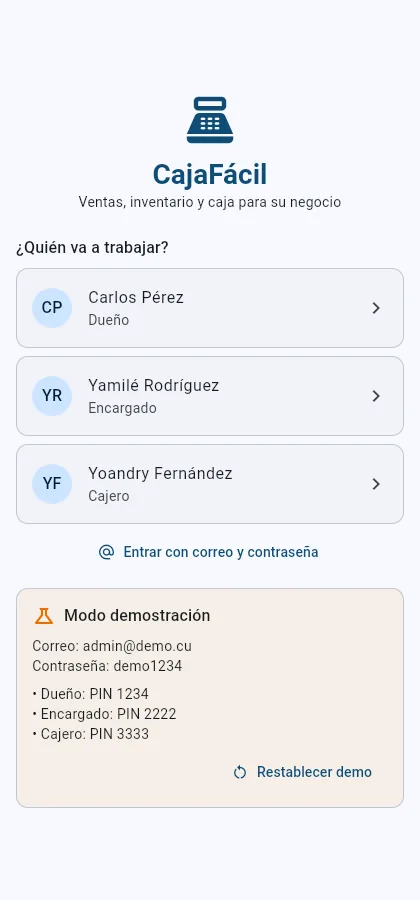 CajaFácil
Ventas, inventario y caja para su negocio
¿Quién va a trabajar?
CP
Carlos Pérez
Dueño
YR
Yamilé Rodríguez
Encargado
YF
Yoandry Fernández
Cajero
Entrar con correo y contraseña
Modo demostración
Correo: admin@demo.cu
Contraseña: demo1234
• Dueño: PIN 1234
• Encargado: PIN 2222
• Cajero: PIN 3333
Restablecer demo